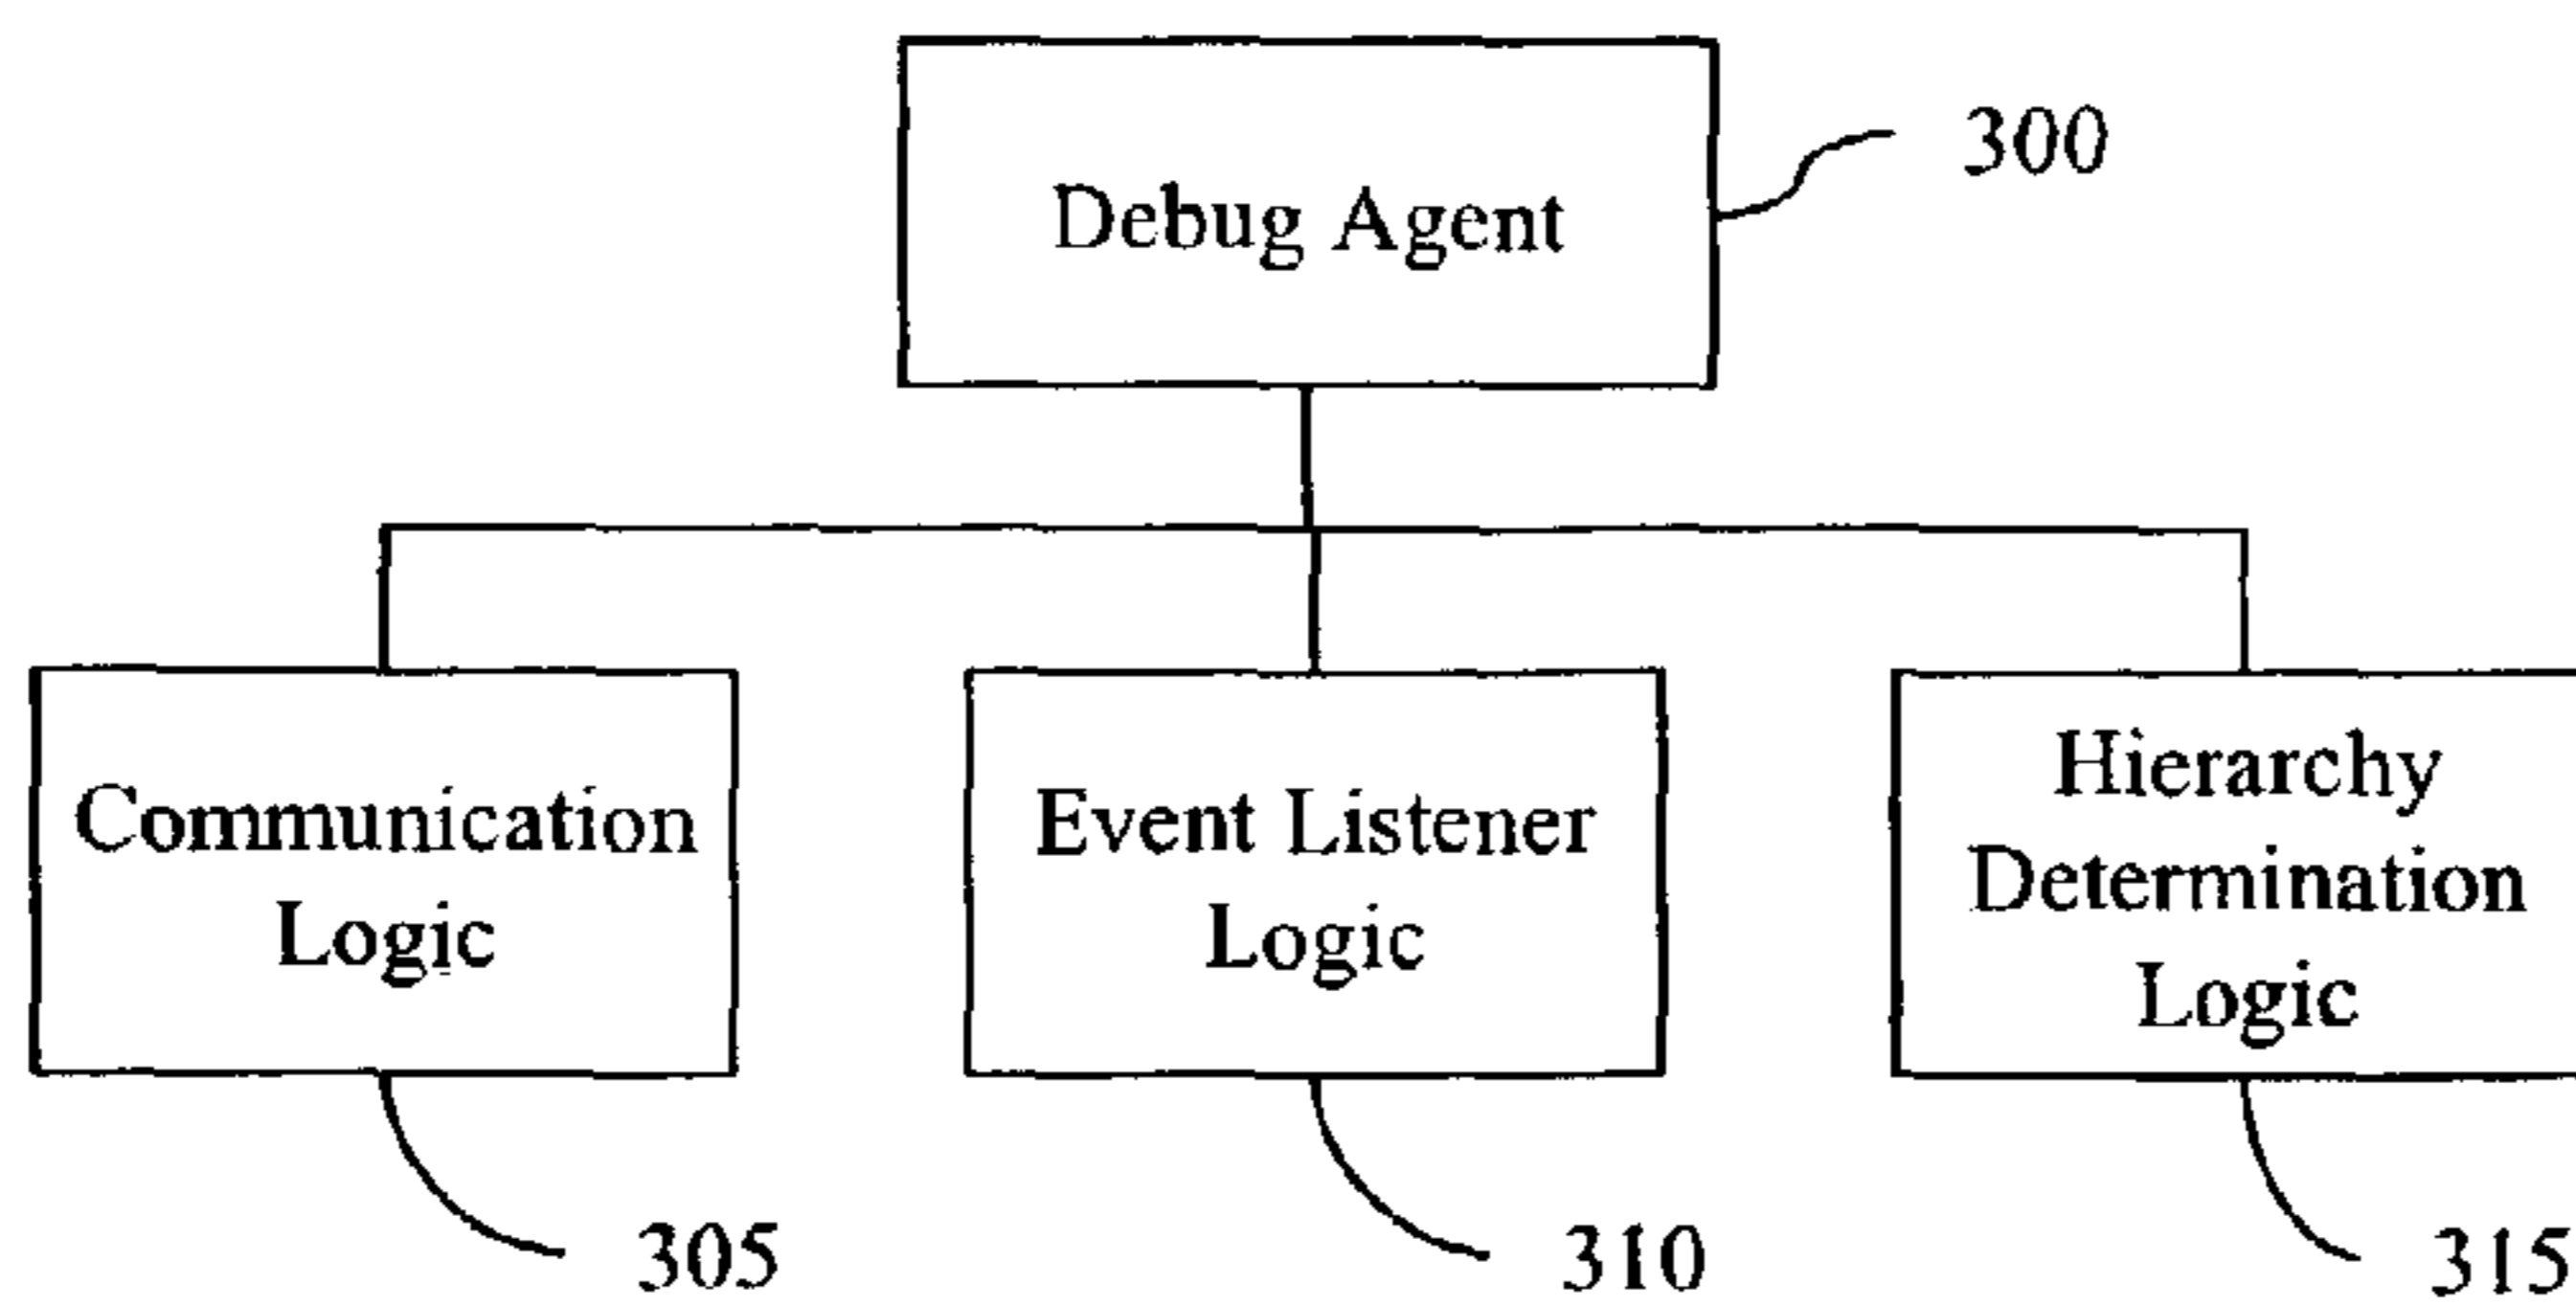 300
Debug Agent
Communication
Logic
Event Listener
Logic
Hierarchy
Determination
Logic
305
310
315